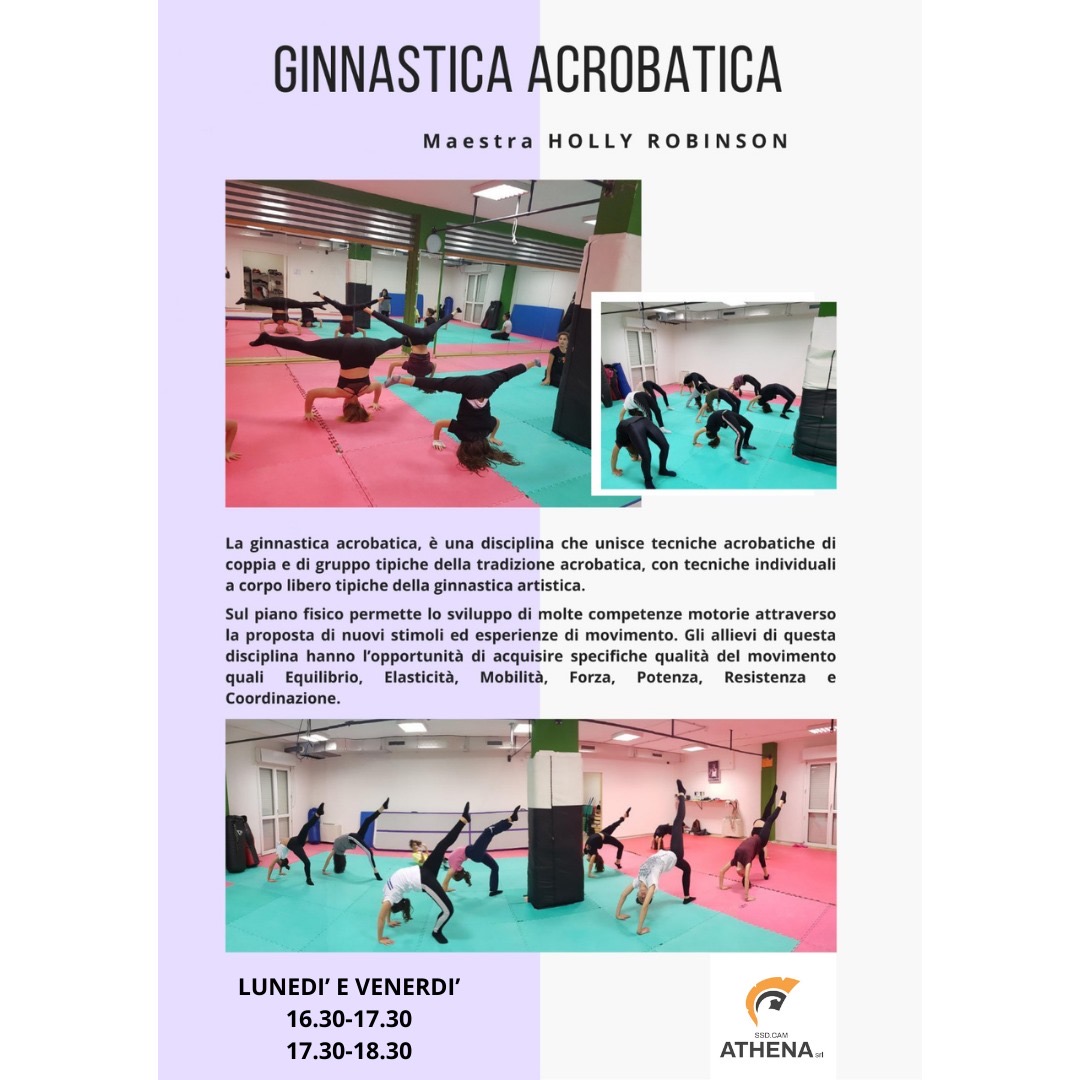 GINNASTICA ACROBATICA
Maestra HOLLY ROBINSON
La ginnastica acrobatica, è una disciplina che unisce tecniche acrobatiche di
coppia e di gruppo tipiche della tradizione acrobatica, con tecniche individuali
a corpo libero tipiche della ginnastica artistica.
Sul piano fisico permette lo sviluppo di molte competenze motorie attraverso
la proposta di nuovi stimoli ed esperienze di movimento. Gli allievi di questa
disciplina hanno l’opportunità di acquisire specifiche qualità del movimento
quali Equilibrio, Elasticità, Mobilità, Forza, Potenza, Resistenza e
Coordinazione.
LUNEDI’ E VENERDI’
16.30-17.30
17.30-18.30
SSD.CAM
ATHENA srl